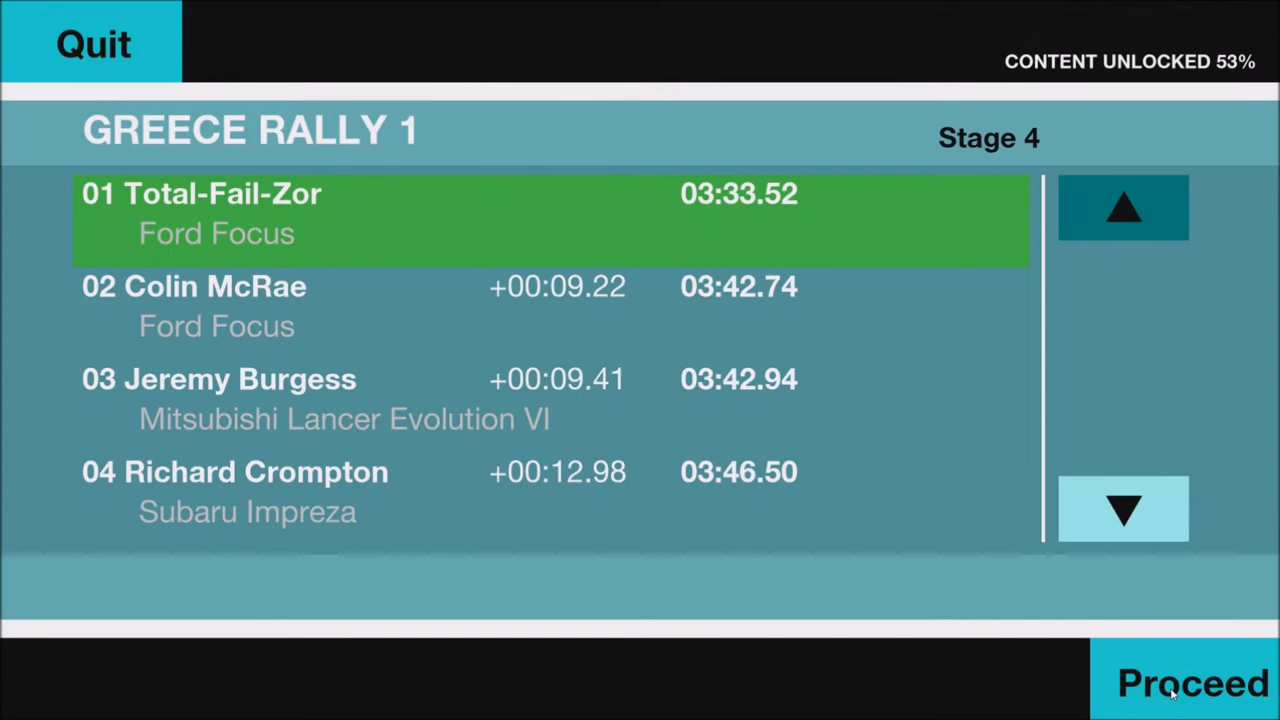 Quit
CONTENT UNLOCKED 53%
GREECE RALLY 1
Stage 4
01 Total-Fail-Zor 03:33.52
Ford Focus
02 Colin McRae +00:09.22 03:42.74
Ford Focus
03 Jeremy Burgess +00:09.41 03:42.94
Mitsubishi Lancer Evolution VI
04 Richard Crompton +00:12.98 03:46.50
Subaru Impreza
Proceed